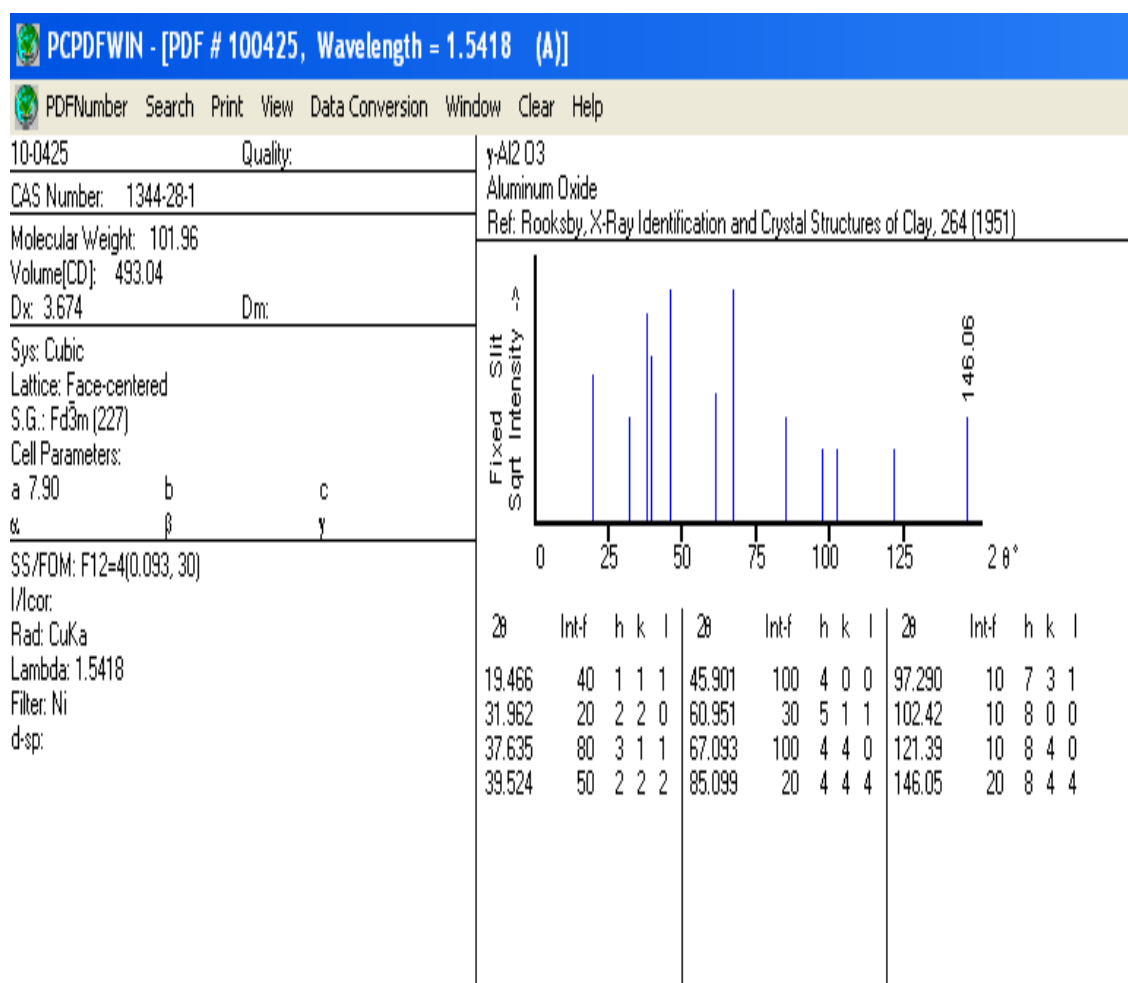 PCPDFWIN - [PDF # 100425, Wavelength = 1.5418 (A)]
PDFNumber Search Print View Data Conversion Window Clear Help
10-0425 Quality:
CAS Number: 1344-28-1
Molecular Weight: 101.96
Volume[CD]: 493.04
Dx: 3.674 Dm:
Sys: Cubic
Lattice: Face-centered
S.G.: Fd3̅m (227)
Cell Parameters:
a 7.90 b c
α β γ
SS/FOM: F12=4(0.093, 30)
I/Icor:
Rad: CuKa
Lambda: 1.5418
Filter: Ni
d-sp:
γ-Al2 O3
Aluminum Oxide
Ref: Rooksby, X-Ray Identification and Crystal Structures of Clay, 264 (1951)
Fixed Slit
Sqrt Intensity ->
146.06
0 25 50 75 100 125 2 θ°
2θ Int-f h k l 2θ Int-f h k l 2θ Int-f h k l
19.466 40 1 1 1 45.901 100 4 0 0 97.290 10 7 3 1
31.962 20 2 2 0 60.951 30 5 1 1 102.42 10 8 0 0
37.635 80 3 1 1 67.093 100 4 4 0 121.39 10 8 4 0
39.524 50 2 2 2 85.099 20 4 4 4 146.05 20 8 4 4